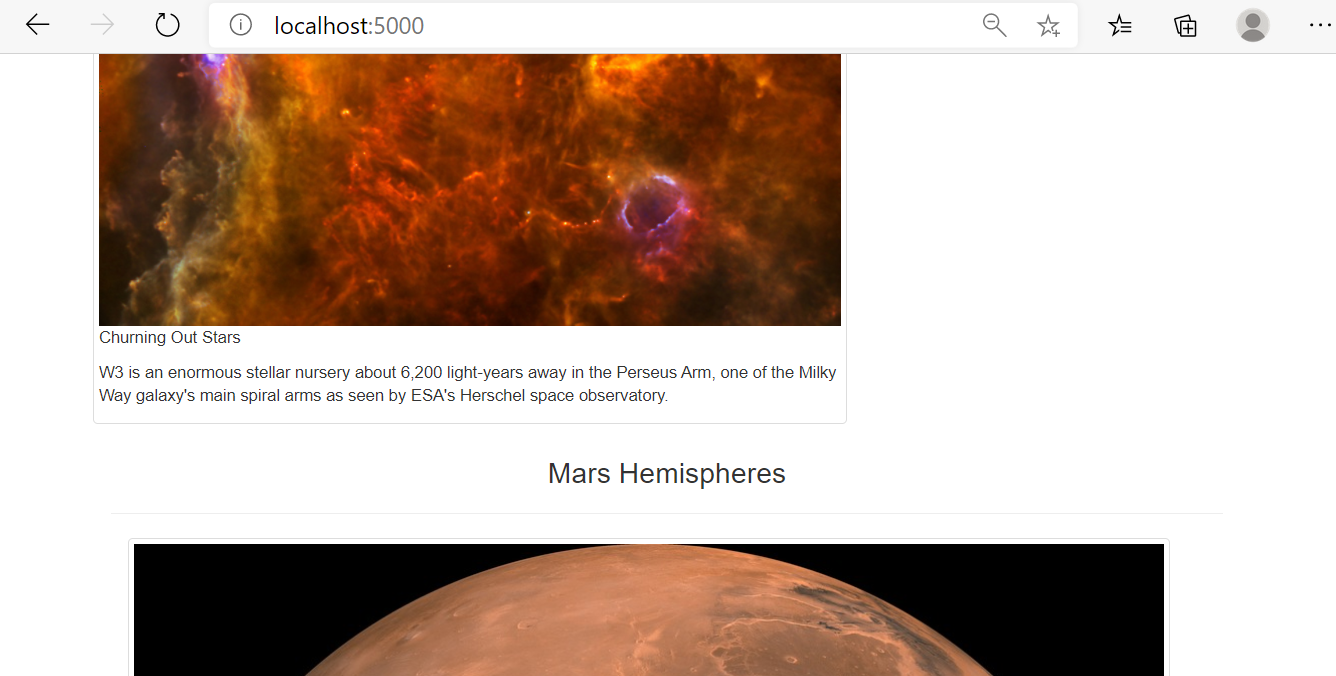 localhost:5000
Churning Out Stars
W3 is an enormous stellar nursery about 6,200 light-years away in the Perseus Arm, one of the Milky
Way galaxy's main spiral arms as seen by ESA's Herschel space observatory.
Mars Hemispheres